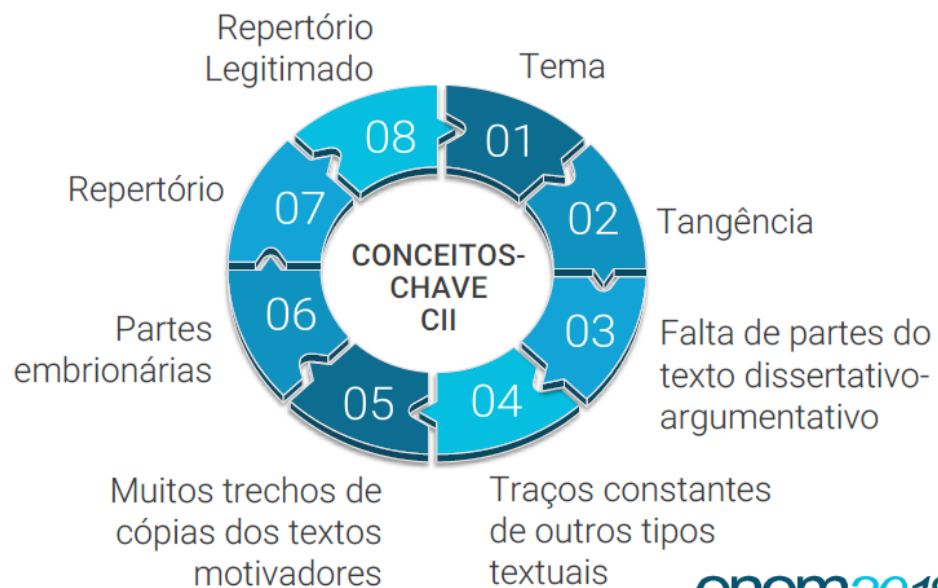 Repertório
Legitimado
08
Tema
01
02
Tangência
03
Falta de partes do
texto dissertativo-
argumentativo
04
Traços constantes
de outros tipos
textuais
05
Muitos trechos de
cópias dos textos
motivadores
06
Partes
embrionárias
07
Repertório
CONCEITOS-
CHAVE
CII